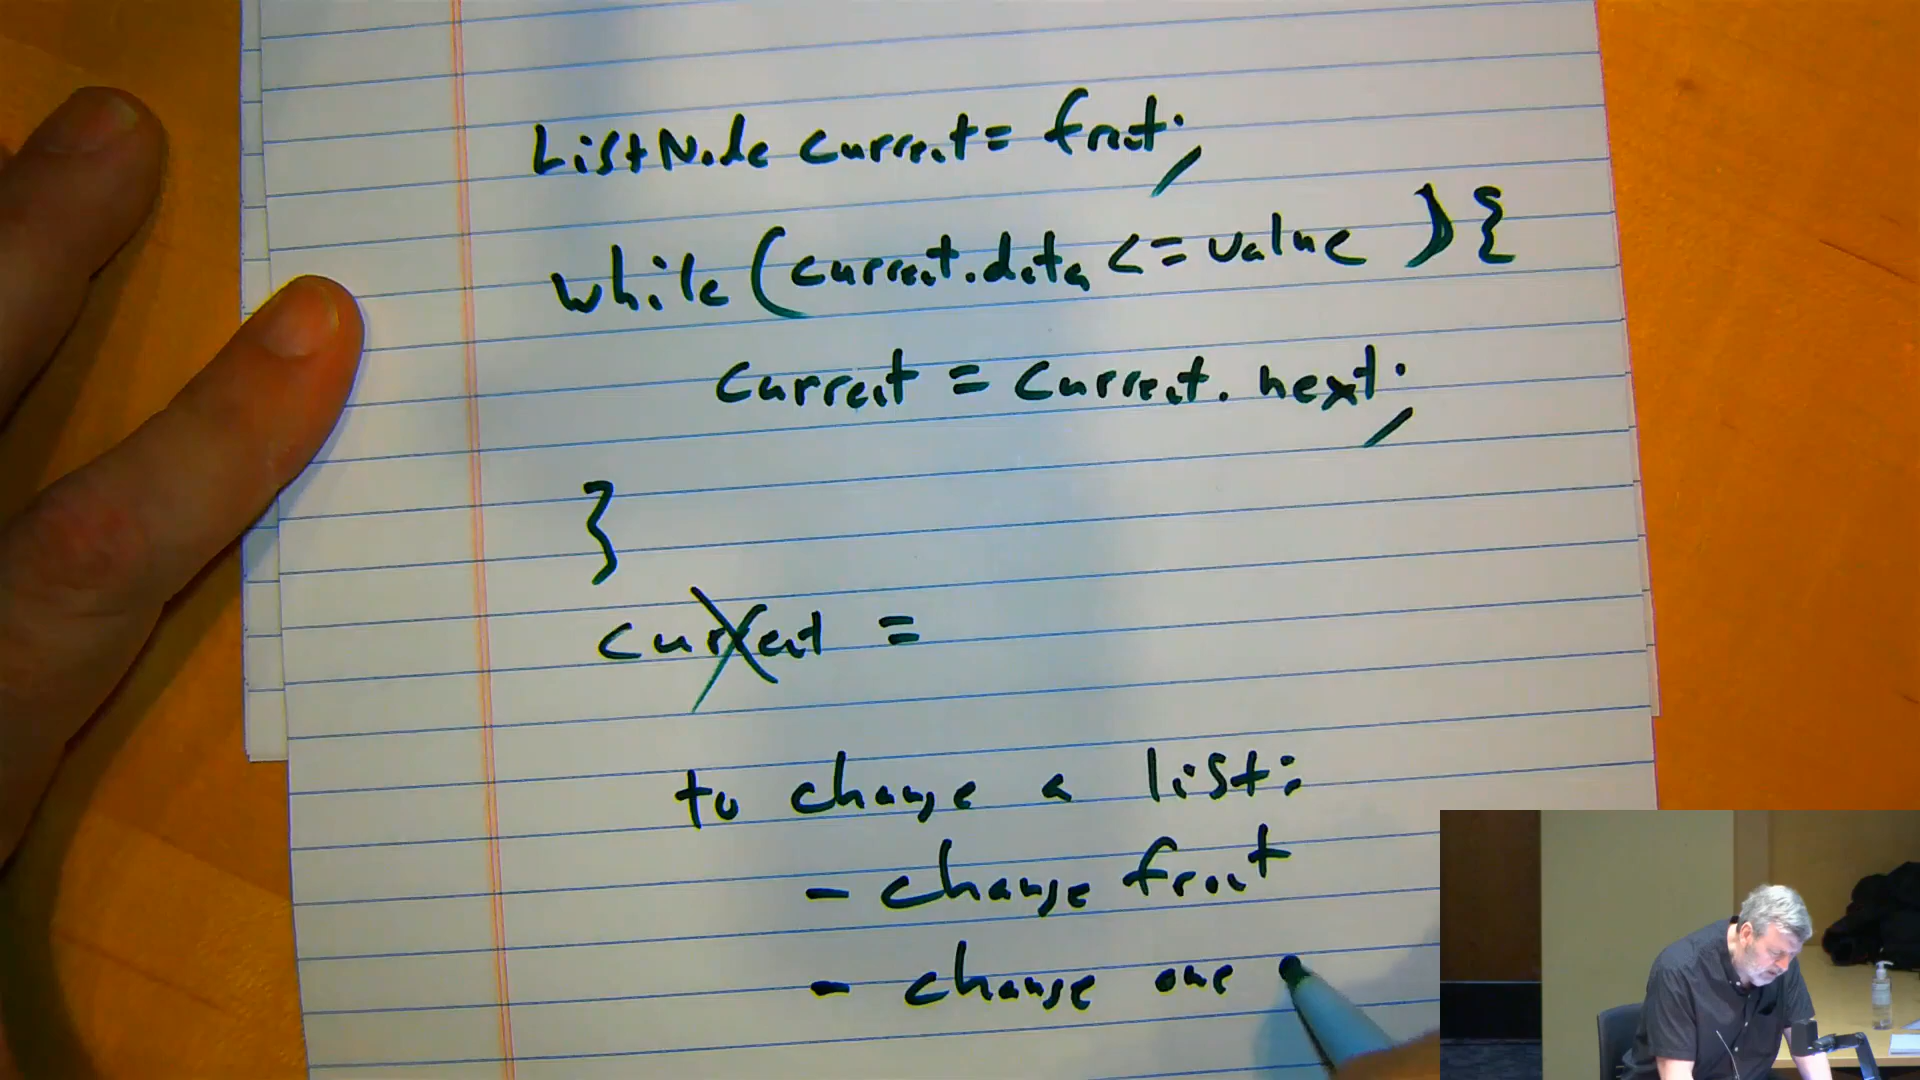 ListNode current = front;
while (current.data <= value) {
current = current.next;
}
current =
to change a list:
- change front
- change one